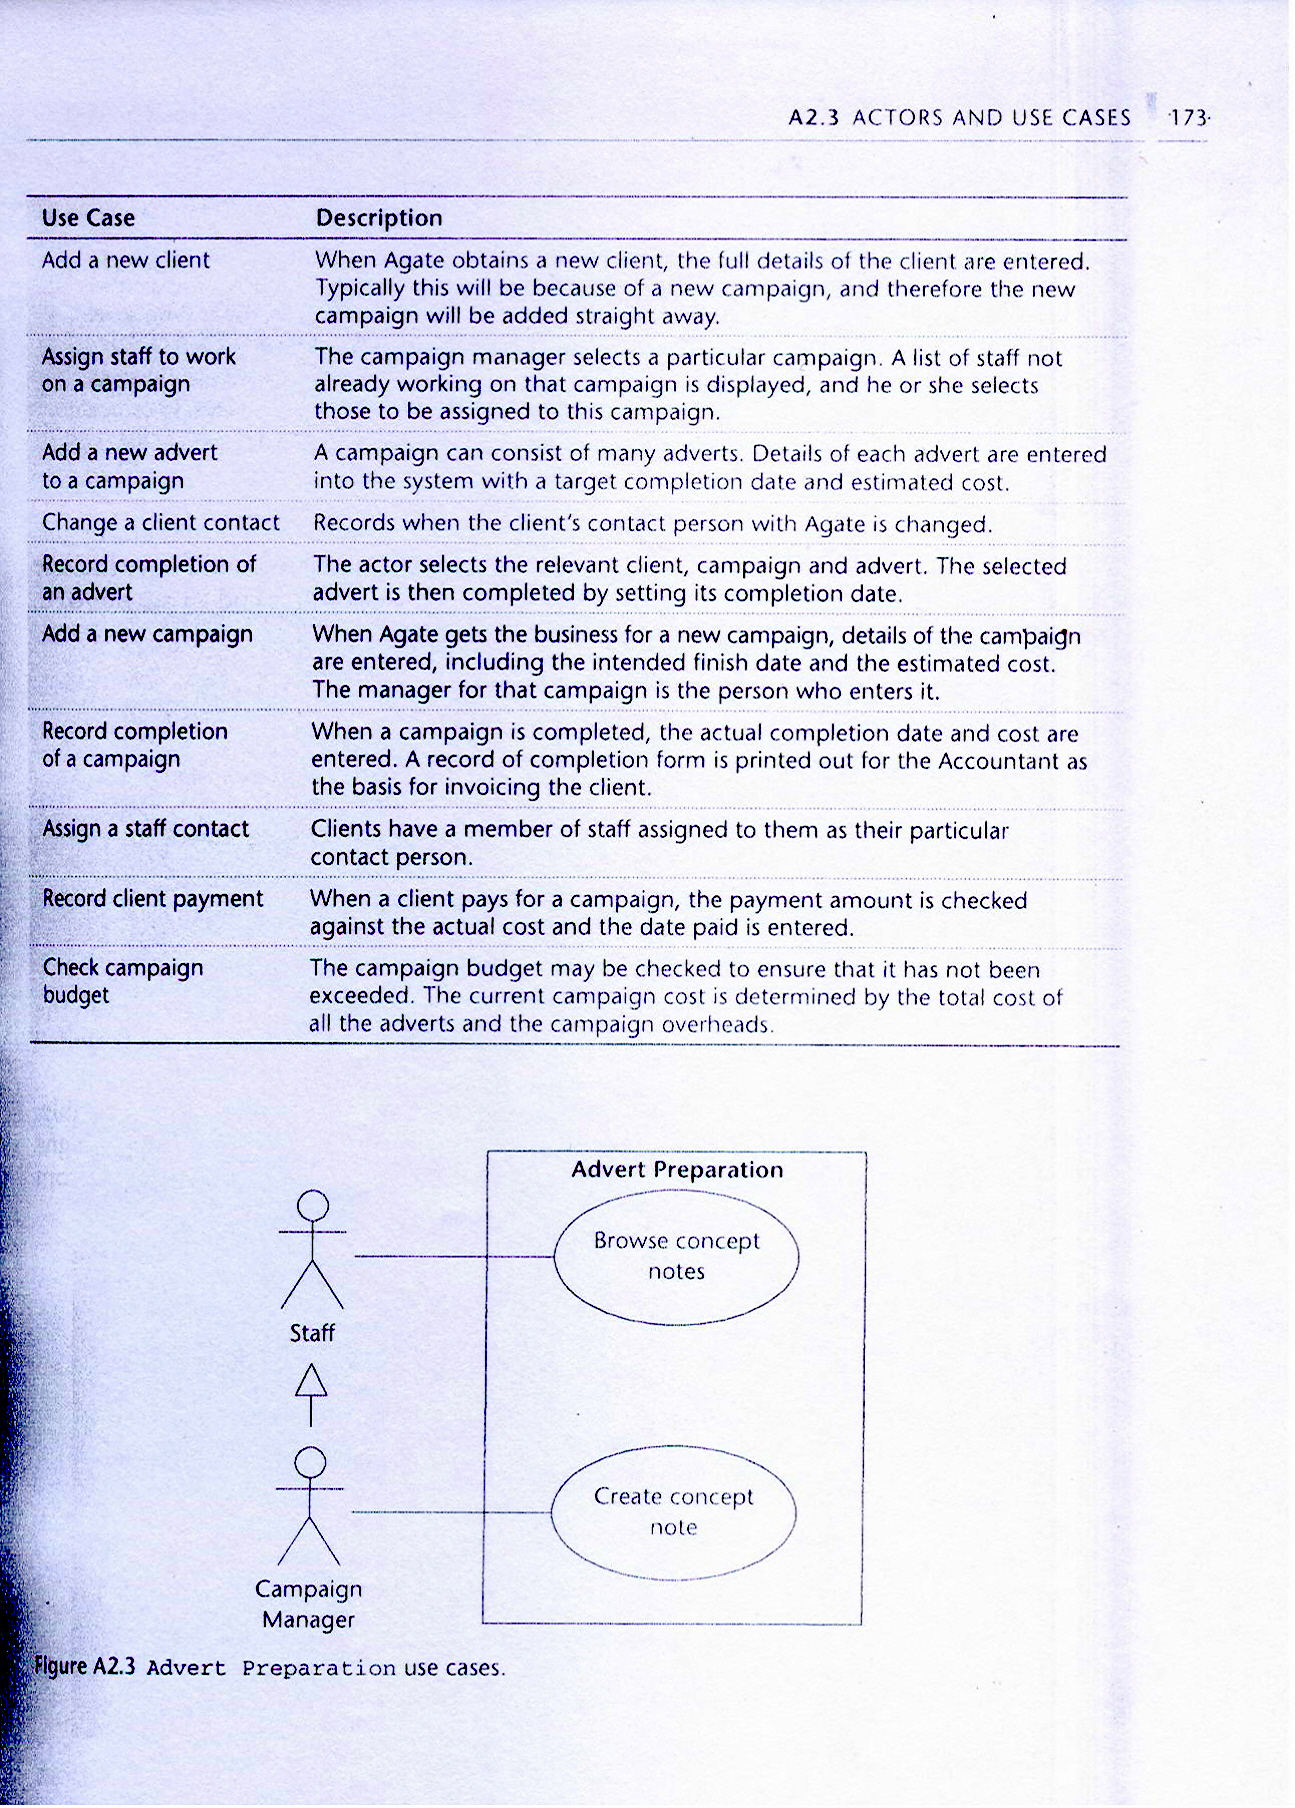 A2.3 ACTORS AND USE CASES ·173·
Use Case Description
Add a new client When Agate obtains a new client, the full details of the client are entered.
Typically this will be because of a new campaign, and therefore the new
campaign will be added straight away.
Assign staff to work The campaign manager selects a particular campaign. A list of staff not
on a campaign already working on that campaign is displayed, and he or she selects
those to be assigned to this campaign.
Add a new advert A campaign can consist of many adverts. Details of each advert are entered
to a campaign into the system with a target completion date and estimated cost.
Change a client contact Records when the client's contact person with Agate is changed.
Record completion of The actor selects the relevant client, campaign and advert. The selected
an advert advert is then completed by setting its completion date.
Add a new campaign When Agate gets the business for a new campaign, details of the campaign
are entered, including the intended finish date and the estimated cost.
The manager for that campaign is the person who enters it.
Record completion When a campaign is completed, the actual completion date and cost are
of a campaign entered. A record of completion form is printed out for the Accountant as
the basis for invoicing the client.
Assign a staff contact Clients have a member of staff assigned to them as their particular
contact person.
Record client payment When a client pays for a campaign, the payment amount is checked
against the actual cost and the date paid is entered.
Check campaign The campaign budget may be checked to ensure that it has not been
budget exceeded. The current campaign cost is determined by the total cost of
all the adverts and the campaign overheads.
Advert Preparation
Browse concept
notes
Staff
Create concept
note
Campaign
Manager
Figure A2.3 Advert Preparation use cases.